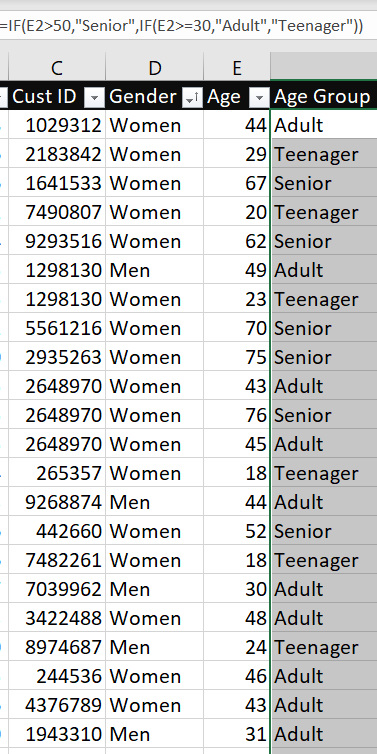 =IF(E2>50,"Senior",IF(E2>=30,"Adult","Teenager"))
C D E
Cust ID Gender Age Age Group
1029312 Women 44 Adult
2183842 Women 29 Teenager
1641533 Women 67 Senior
7490807 Women 20 Teenager
9293516 Women 62 Senior
1298130 Men 49 Adult
1298130 Women 23 Teenager
5561216 Women 70 Senior
2935263 Women 75 Senior
2648970 Women 43 Adult
2648970 Women 76 Senior
2648970 Women 45 Adult
265357 Women 18 Teenager
9268874 Men 44 Adult
442660 Women 52 Senior
7482261 Women 18 Teenager
7039962 Men 30 Adult
3422488 Women 48 Adult
8974687 Men 24 Teenager
244536 Women 46 Adult
4376789 Women 43 Adult
1943310 Men 31 Adult